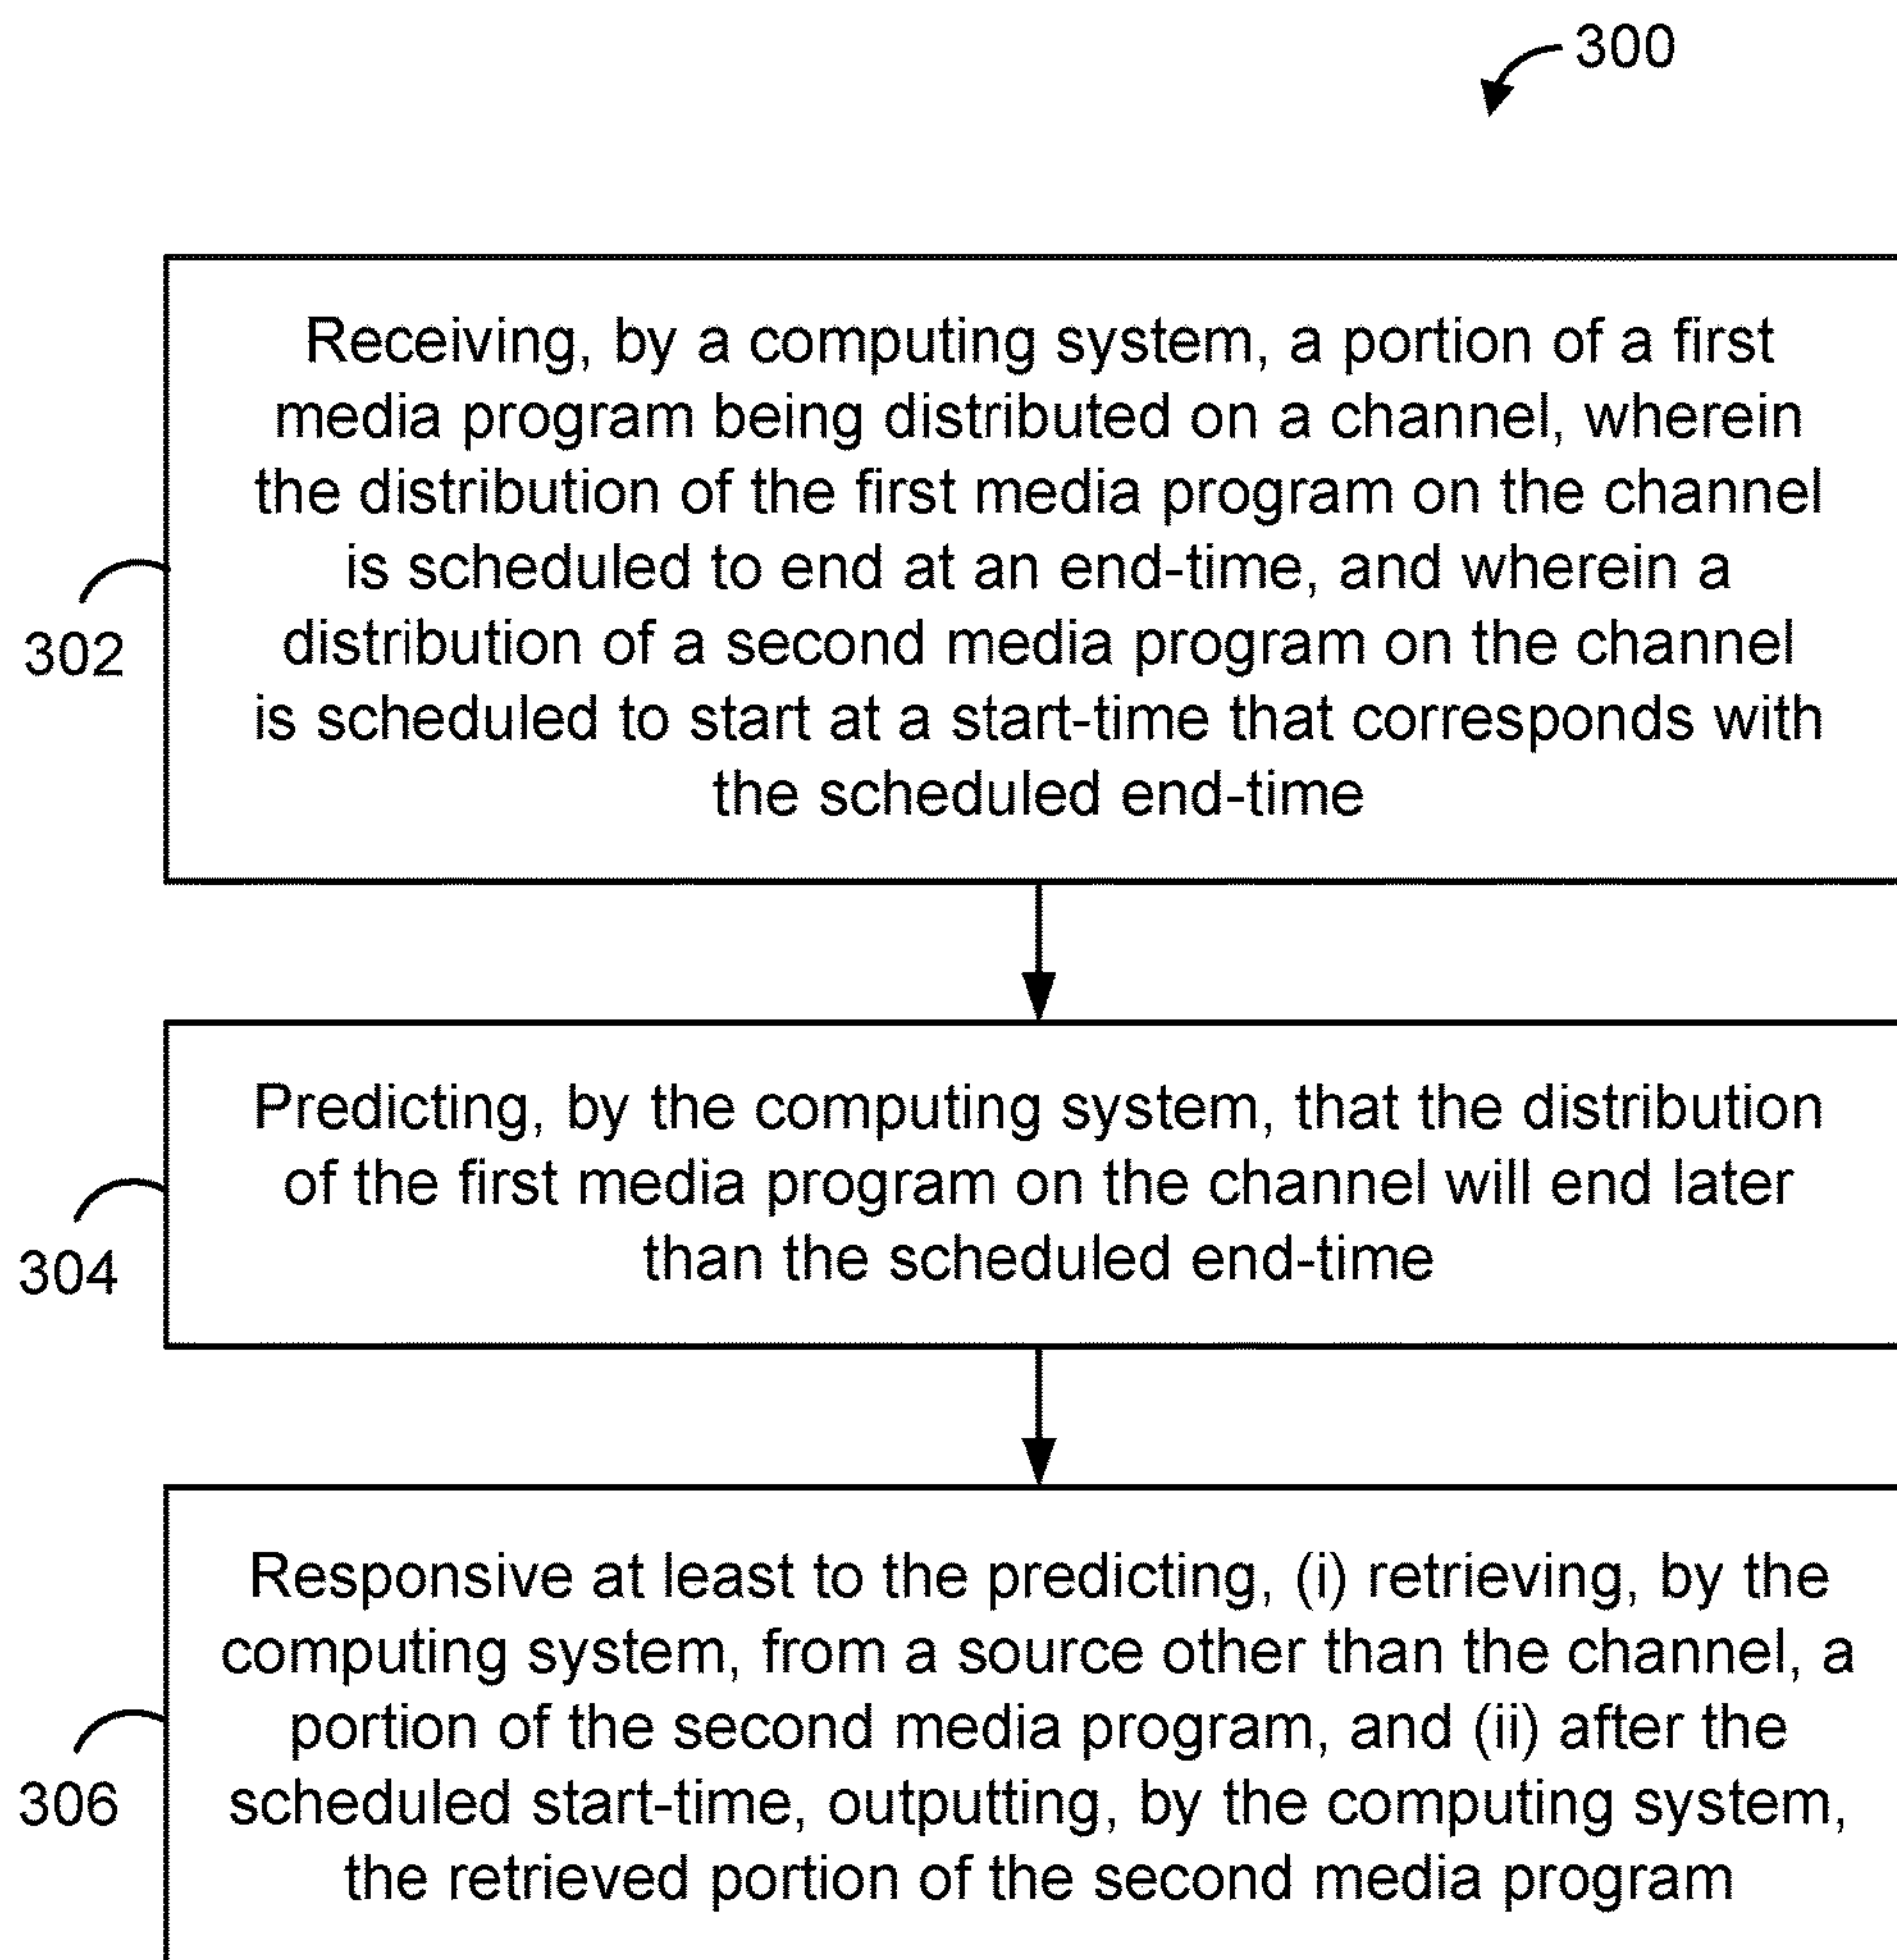 300
Receiving, by a computing system, a portion of a first
media program being distributed on a channel, wherein
the distribution of the first media program on the channel
is scheduled to end at an end-time, and wherein a
distribution of a second media program on the channel
is scheduled to start at a start-time that corresponds with
the scheduled end-time
302
Predicting, by the computing system, that the distribution
of the first media program on the channel will end later
than the scheduled end-time
304
Responsive at least to the predicting, (i) retrieving, by the
computing system, from a source other than the channel, a
portion of the second media program, and (ii) after the
scheduled start-time, outputting, by the computing system,
the retrieved portion of the second media program
306